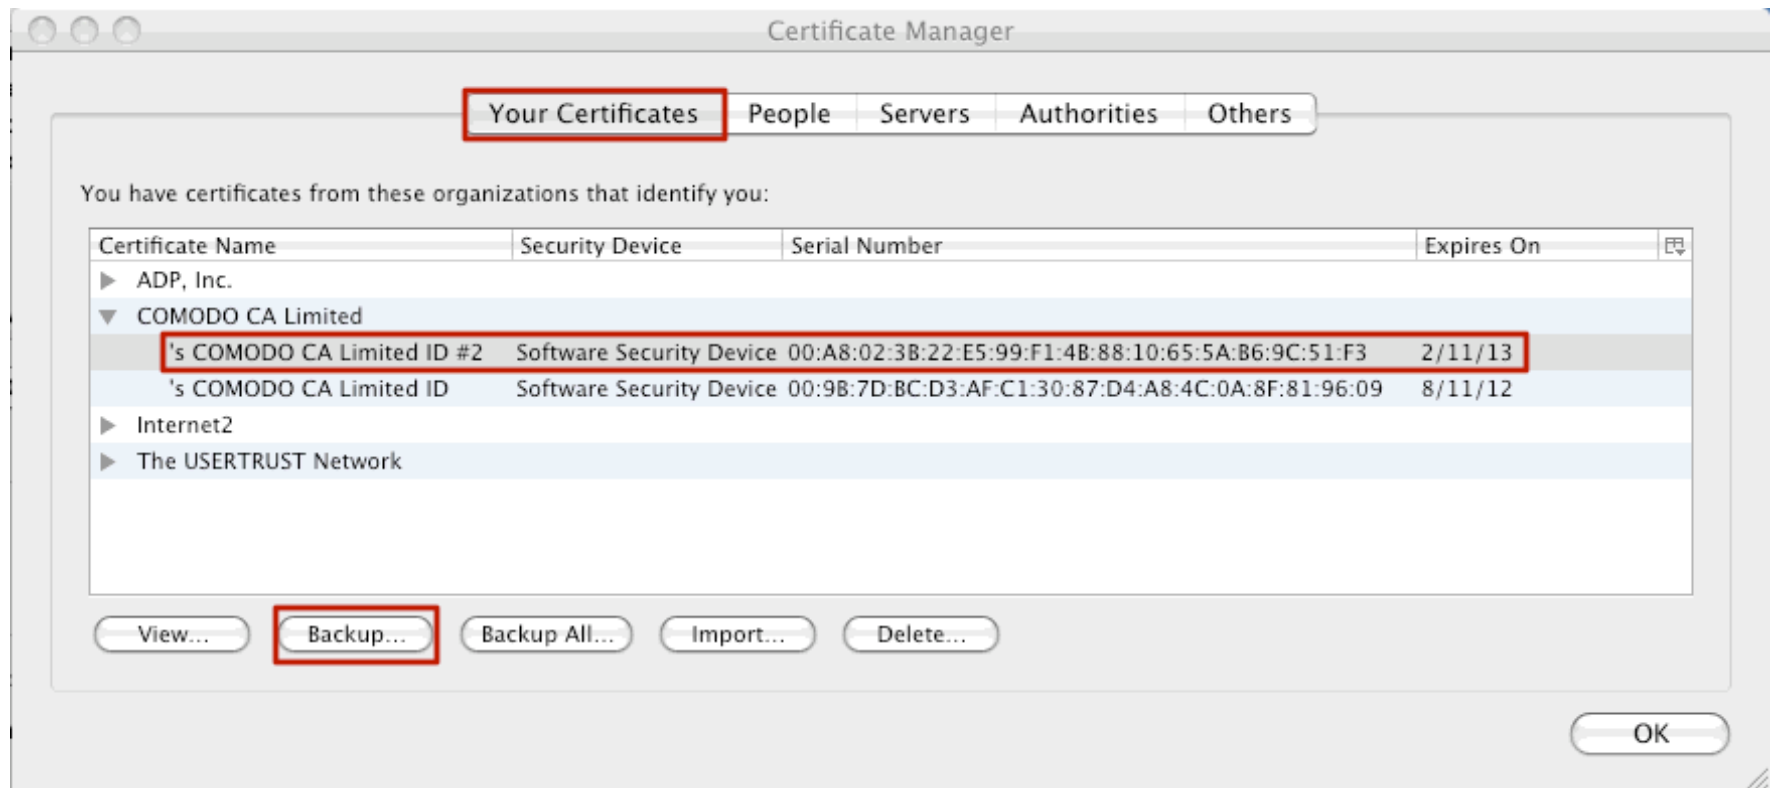 Certificate Manager
Your Certificates People Servers Authorities Others
You have certificates from these organizations that identify you:
Certificate Name Security Device Serial Number Expires On
ADP, Inc.
COMODO CA Limited
's COMODO CA Limited ID #2 Software Security Device 00:A8:02:3B:22:E5:99:F1:4B:88:10:65:5A:B6:9C:51:F3 2/11/13
's COMODO CA Limited ID Software Security Device 00:9B:7D:BC:D3:AF:C1:30:87:D4:A8:4C:0A:8F:81:96:09 8/11/12
Internet2
The USERTRUST Network
View... Backup... Backup All... Import... Delete...
OK